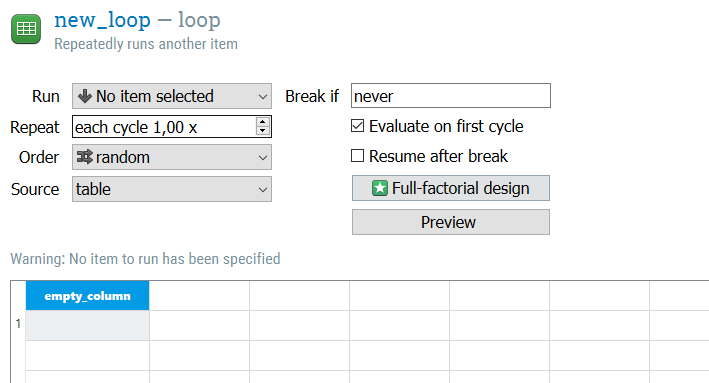 new_loop — loop
Repeatedly runs another item
Run No item selected Break if never
Repeat each cycle 1,00 x Evaluate on first cycle
Order random Resume after break
Source table Full-factorial design
Preview
Warning: No item to run has been specified
empty_column
1